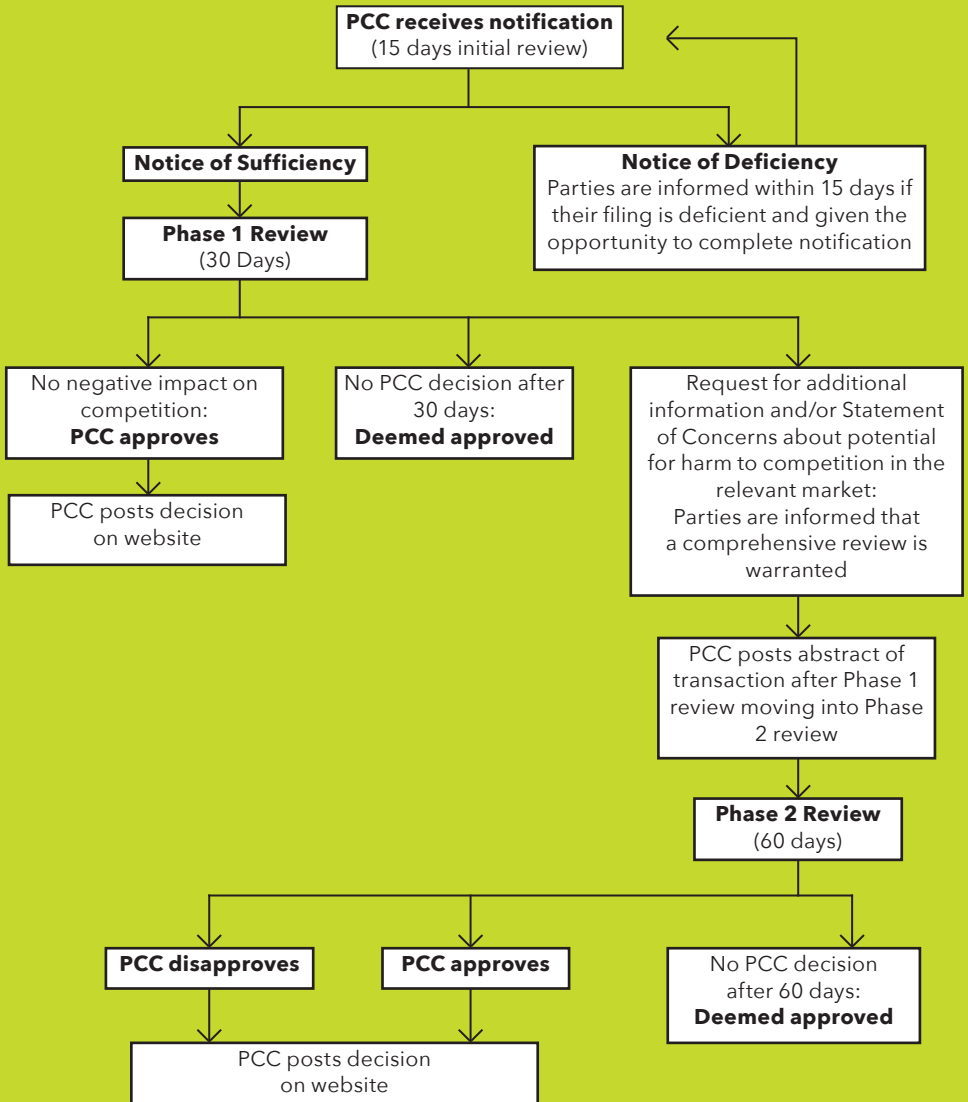 PCC receives notification
(15 days initial review)
Notice of Sufficiency
Notice of Deficiency
Parties are informed within 15 days if
their filing is deficient and given the
opportunity to complete notification
Phase 1 Review
(30 Days)
No negative impact on
competition:
PCC approves
PCC posts decision
on website
No PCC decision after
30 days:
Deemed approved
Request for additional
information and/or Statement
of Concerns about potential
for harm to competition in the
relevant market:
Parties are informed that
a comprehensive review is
warranted
PCC posts abstract of
transaction after Phase 1
review moving into Phase
2 review
Phase 2 Review
(60 days)
PCC disapproves
PCC approves
No PCC decision
after 60 days:
Deemed approved
PCC posts decision
on website